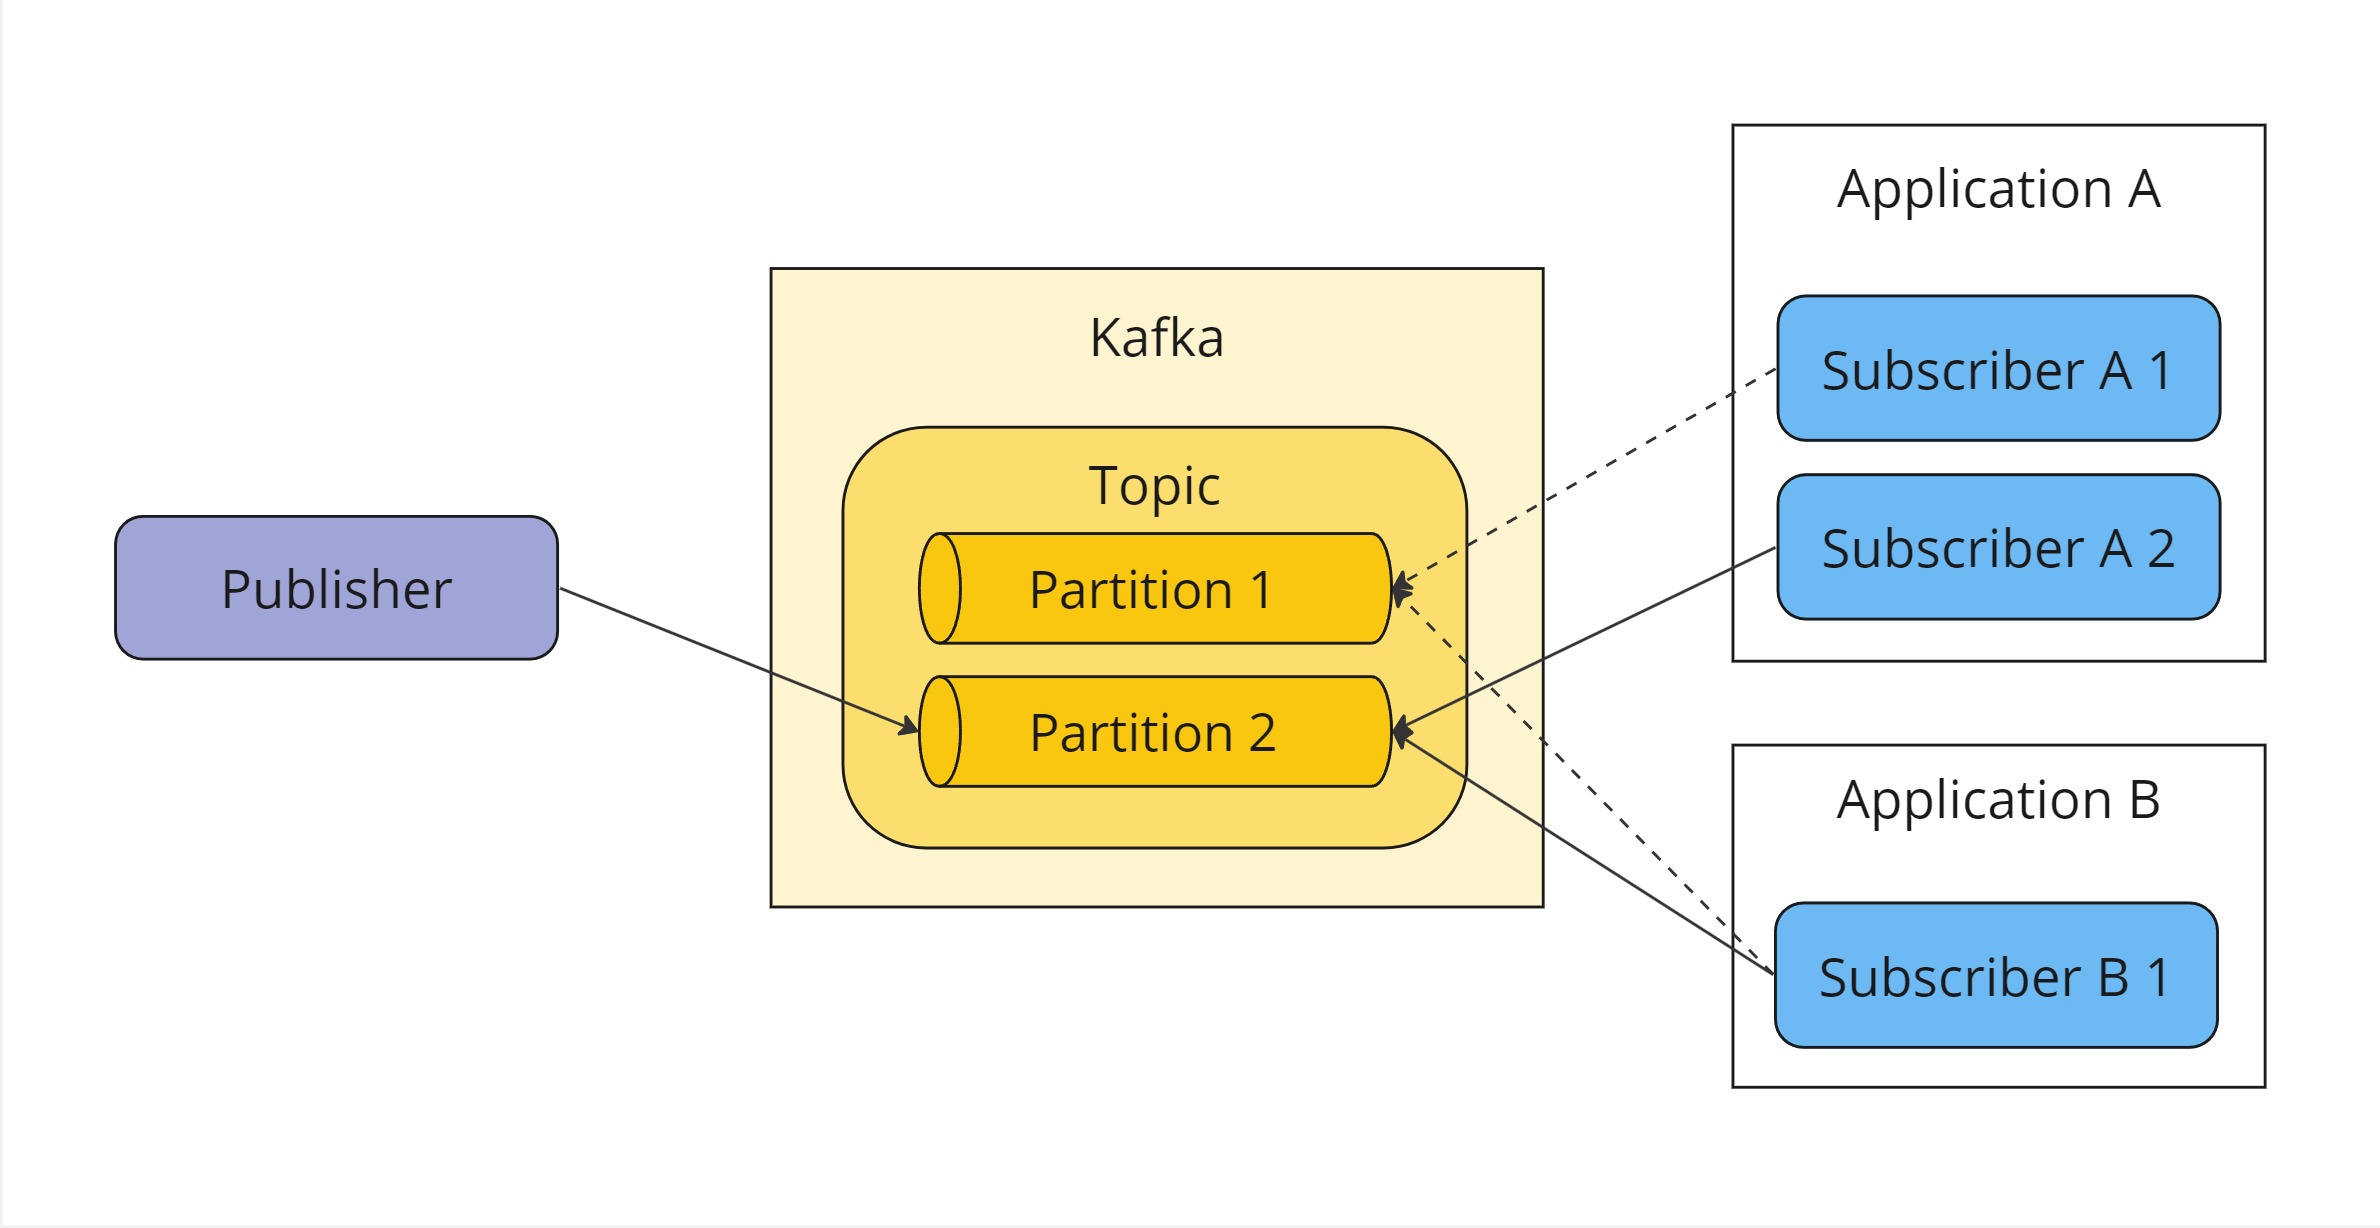 Publisher
Kafka
Topic
Partition 1
Partition 2
Application A
Subscriber A 1
Subscriber A 2
Application B
Subscriber B 1